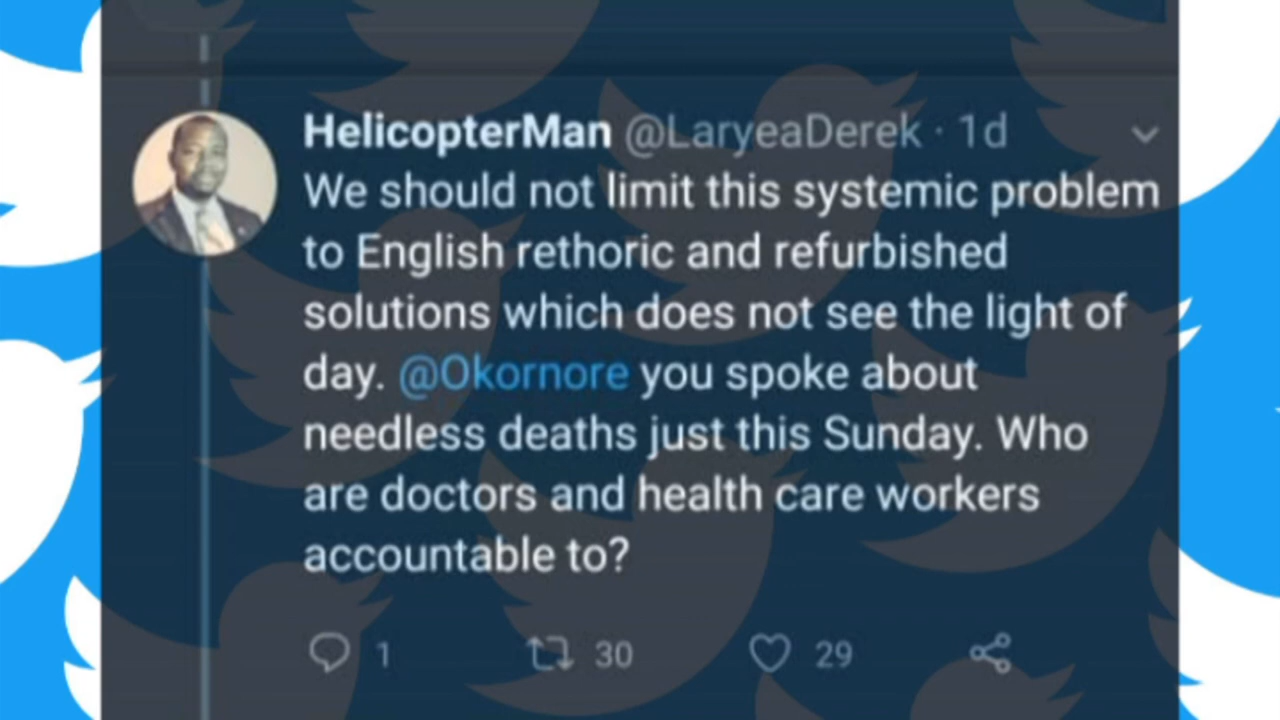 HelicopterMan @LaryeaDerek · 1d
We should not limit this systemic problem
to English rethoric and refurbished
solutions which does not see the light of
day. @Okornore you spoke about
needless deaths just this Sunday. Who
are doctors and health care workers
accountable to?
1 30 29